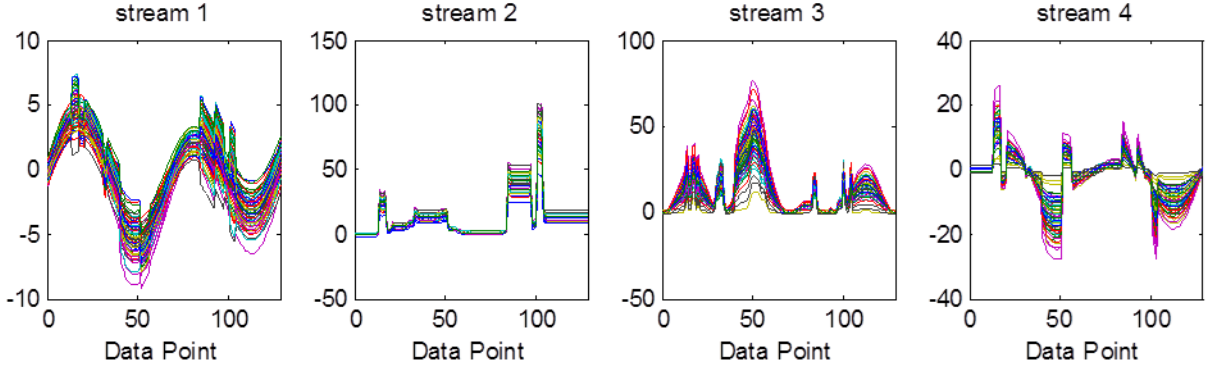 stream 1 stream 2 stream 3 stream 4
10 150 100 40
5 100 50 20
0 50 0 0
-5 0 -50 -20
-10 -50 -40
0 50 100 0 50 100 0 50 100 0 50 100
Data Point Data Point Data Point Data Point